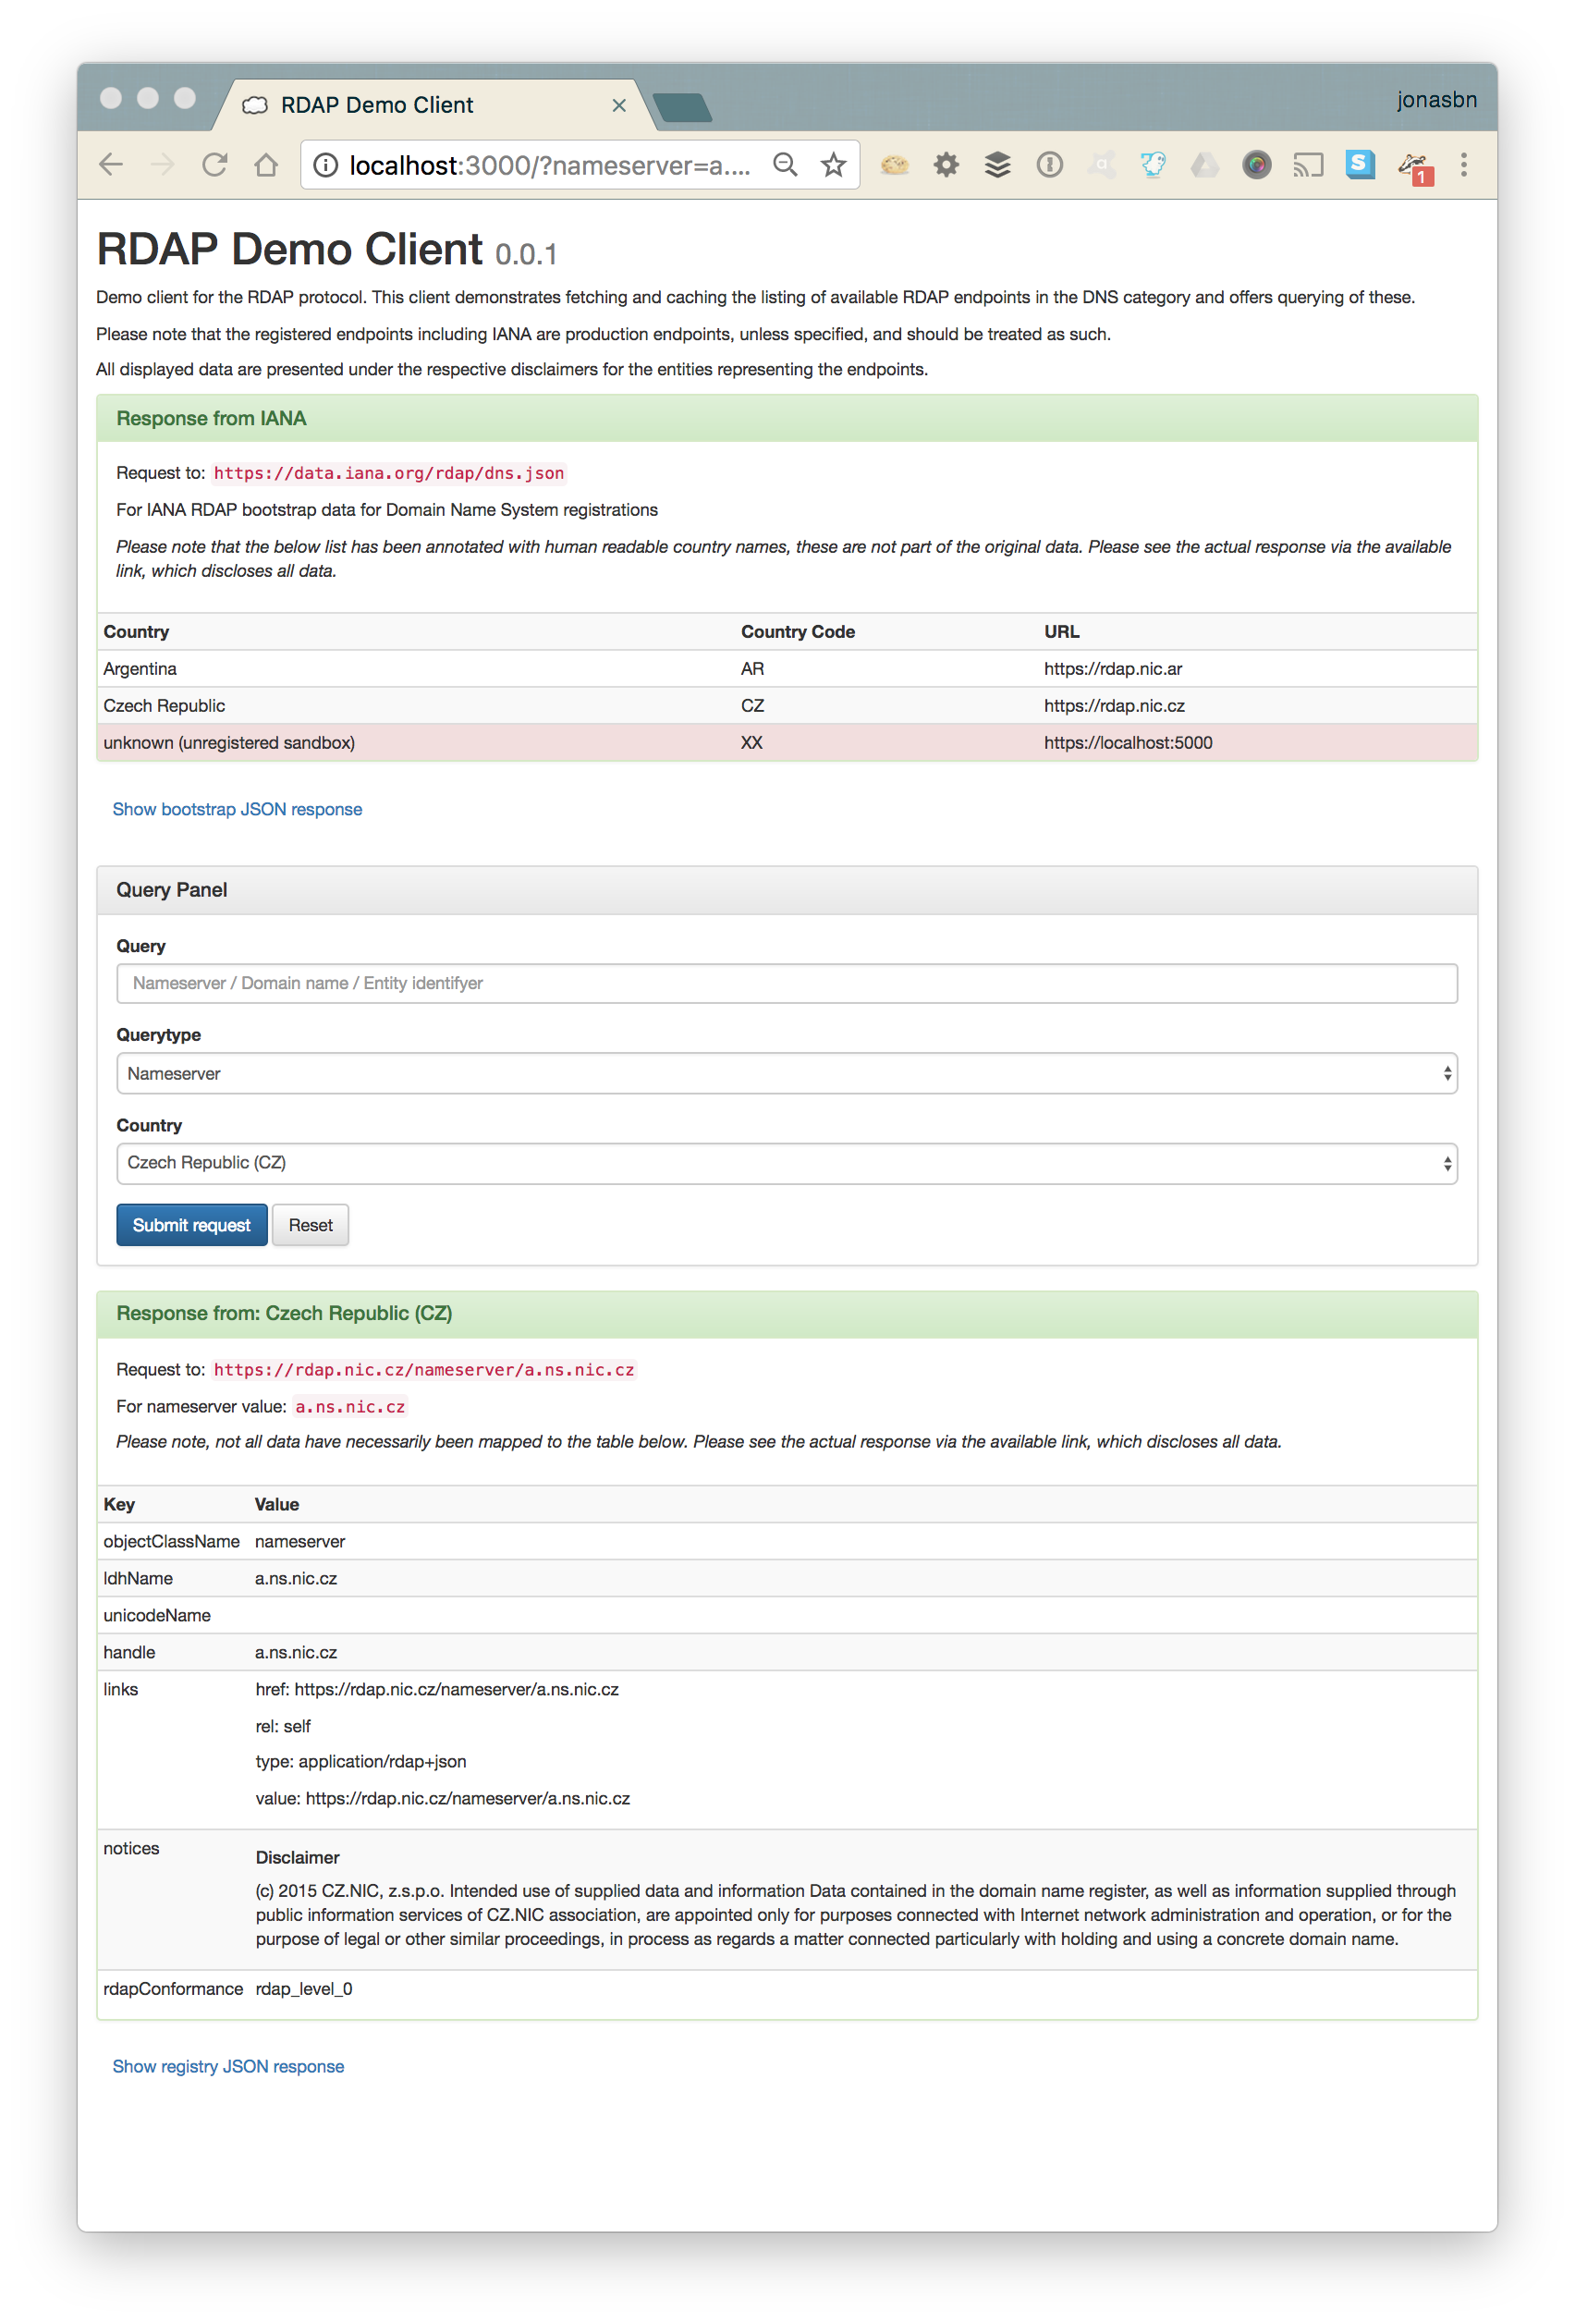 RDAP Demo Client
jonasbn
localhost:3000/?nameserver=a....
1
RDAP Demo Client 0.0.1
Demo client for the RDAP protocol. This client demonstrates fetching and caching the listing of available RDAP endpoints in the DNS category and offers querying of these.
Please note that the registered endpoints including IANA are production endpoints, unless specified, and should be treated as such.
All displayed data are presented under the respective disclaimers for the entities representing the endpoints.
Response from IANA
Request to: https://data.iana.org/rdap/dns.json
For IANA RDAP bootstrap data for Domain Name System registrations
Please note that the below list has been annotated with human readable country names, these are not part of the original data. Please see the actual response via the available
link, which discloses all data.
Country Country Code URL
Argentina AR https://rdap.nic.ar
Czech Republic CZ https://rdap.nic.cz
unknown (unregistered sandbox) XX https://localhost:5000
Show bootstrap JSON response
Query Panel
Query
Nameserver / Domain name / Entity identifyer
Querytype
Nameserver
Country
Czech Republic (CZ)
Submit request Reset
Response from: Czech Republic (CZ)
Request to: https://rdap.nic.cz/nameserver/a.ns.nic.cz
For nameserver value: a.ns.nic.cz
Please note, not all data have necessarily been mapped to the table below. Please see the actual response via the available link, which discloses all data.
Key Value
objectClassName nameserver
ldhName a.ns.nic.cz
unicodeName
handle a.ns.nic.cz
links href: https://rdap.nic.cz/nameserver/a.ns.nic.cz
rel: self
type: application/rdap+json
value: https://rdap.nic.cz/nameserver/a.ns.nic.cz
notices
Disclaimer
(c) 2015 CZ.NIC, z.s.p.o. Intended use of supplied data and information Data contained in the domain name register, as well as information supplied through
public information services of CZ.NIC association, are appointed only for purposes connected with Internet network administration and operation, or for the
purpose of legal or other similar proceedings, in process as regards a matter connected particularly with holding and using a concrete domain name.
rdapConformance rdap_level_0
Show registry JSON response